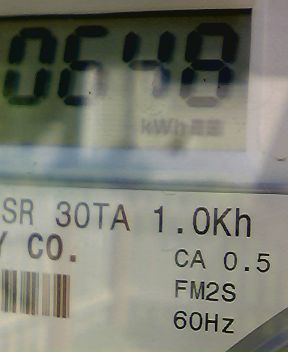 0648
kWh
SR 30TA 1.0Kh
Y CO.
CA 0.5
FM2S
60Hz